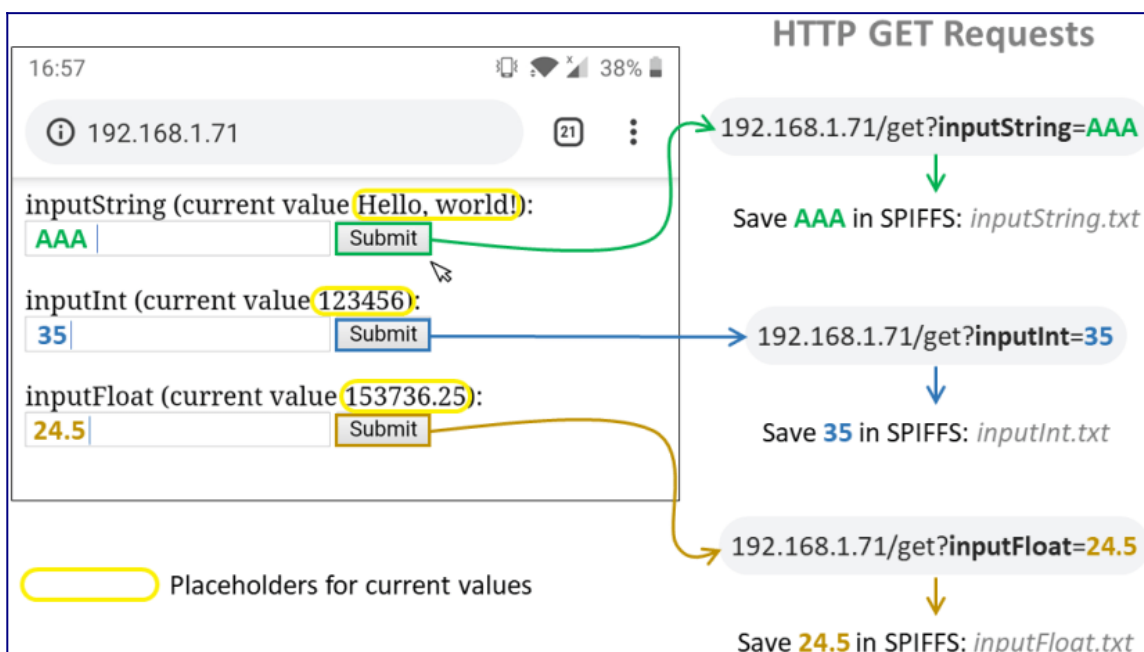 HTTP GET Requests
16:57
38%
192.168.1.71
21
inputString (current value Hello, world!):
AAA
Submit
inputInt (current value 123456):
35
Submit
inputFloat (current value 153736.25):
24.5
Submit
Placeholders for current values
192.168.1.71/get?inputString=AAA
Save AAA in SPIFFS: inputString.txt
192.168.1.71/get?inputInt=35
Save 35 in SPIFFS: inputInt.txt
192.168.1.71/get?inputFloat=24.5
Save 24.5 in SPIFFS: inputFloat.txt